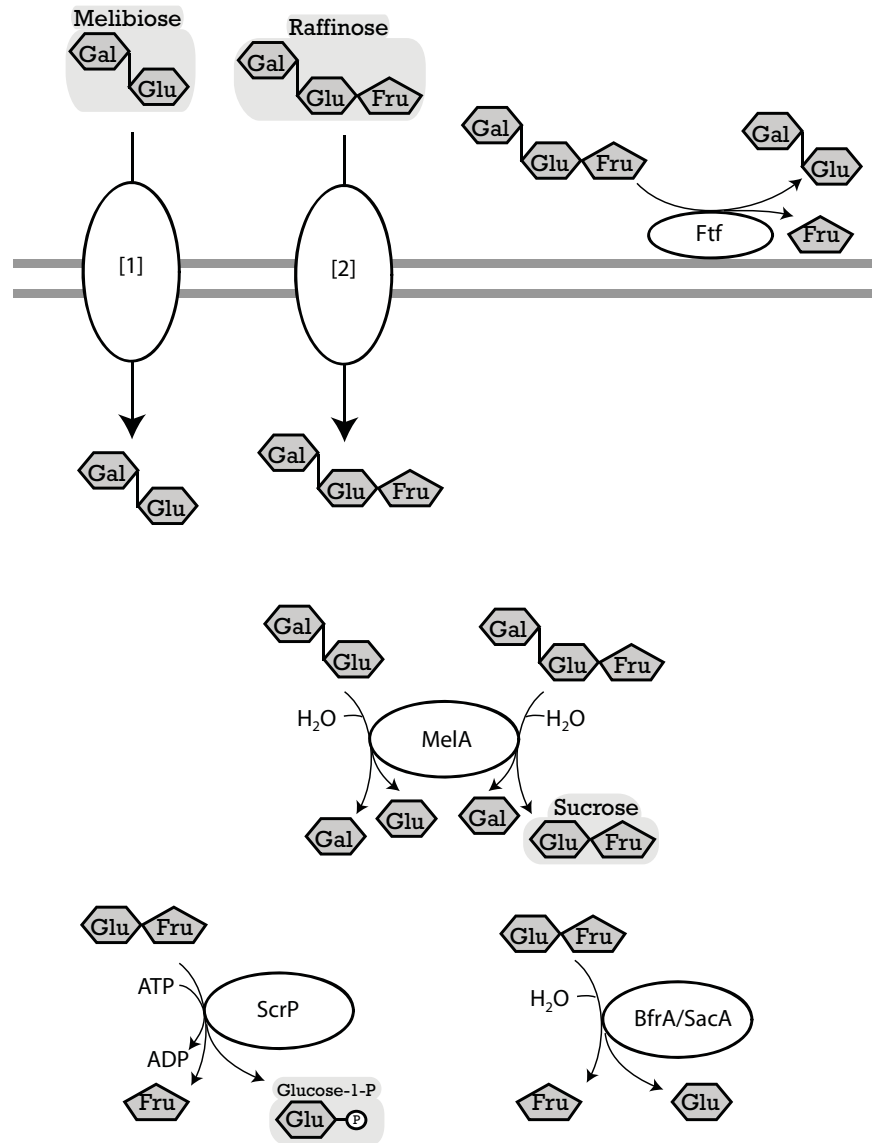 Melibiose
Gal
Glu
Raffinose
Gal
Glu Fru
Gal
Glu Fru
Gal
Glu
Fru
Ftf
[1]
[2]
Gal
Glu
Gal
Glu Fru
Gal
Glu
Gal
Glu Fru
H₂O
MelA
H₂O
Gal
Glu
Gal
Sucrose
Glu Fru
Glu Fru
ATP
ScrP
ADP
Fru
Glucose-1-P
Glu P
Glu Fru
H₂O
BfrA/SacA
Fru
Glu